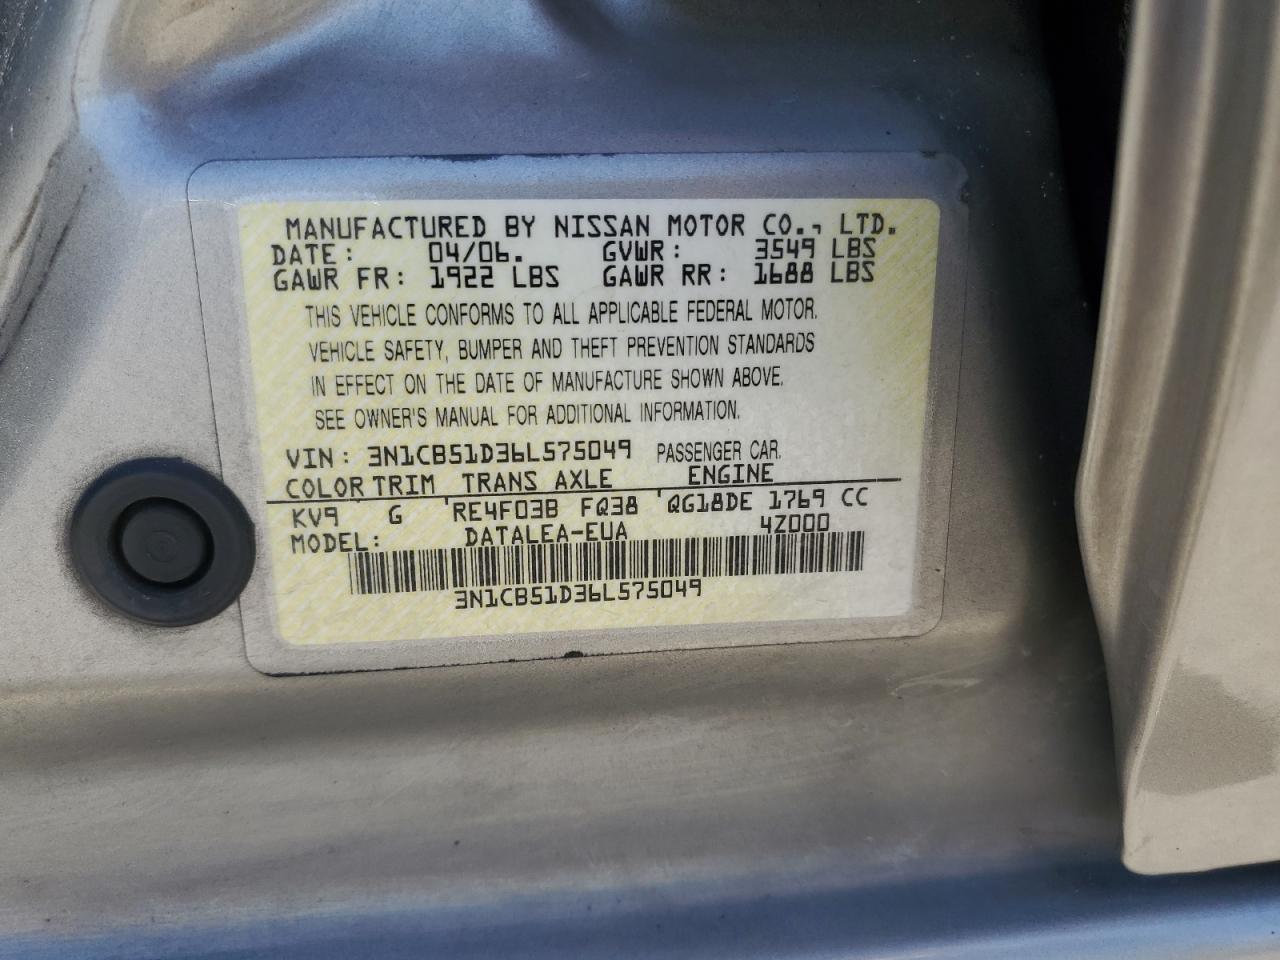 MANUFACTURED BY NISSAN MOTOR CO., LTD.
DATE: 04/06. GVWR: 3549 LBS
GAWR FR: 1922 LBS GAWR RR: 1688 LBS
THIS VEHICLE CONFORMS TO ALL APPLICABLE FEDERAL MOTOR.
VEHICLE SAFETY, BUMPER AND THEFT PREVENTION STANDARDS
IN EFFECT ON THE DATE OF MANUFACTURE SHOWN ABOVE.
SEE OWNER'S MANUAL FOR ADDITIONAL INFORMATION.
VIN: 3N1CB51D36L575049 PASSENGER CAR.
COLOR TRIM TRANS AXLE ENGINE
KV9 G RE4F03B FQ38 QG18DE 1769 CC
MODEL: DATALEA-EUA 4Z000
3N1CB51D36L575049